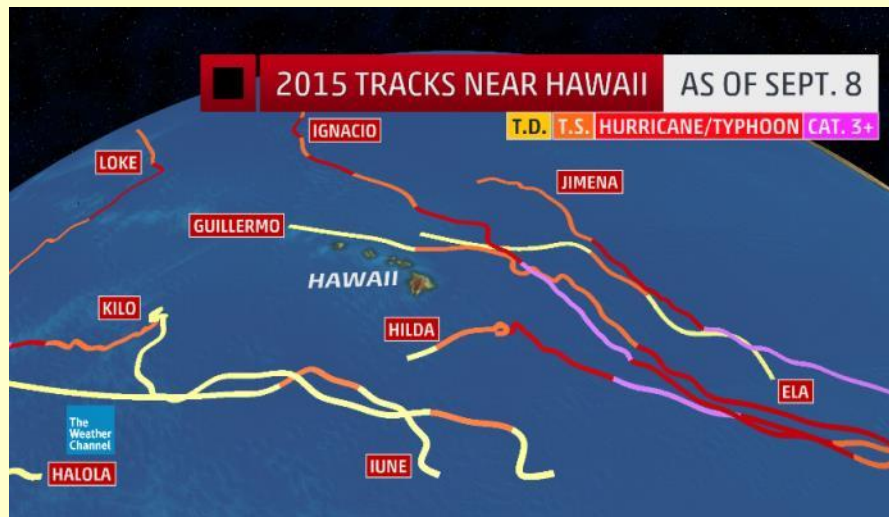 2015 TRACKS NEAR HAWAII
AS OF SEPT. 8
T.D. T.S. HURRICANE/TYPHOON CAT. 3+
IGNACIO
LOKE
JIMENA
GUILLERMO
HAWAII
KILO
HILDA
ELA
The
Weather
Channel
HALOLA
IUNE